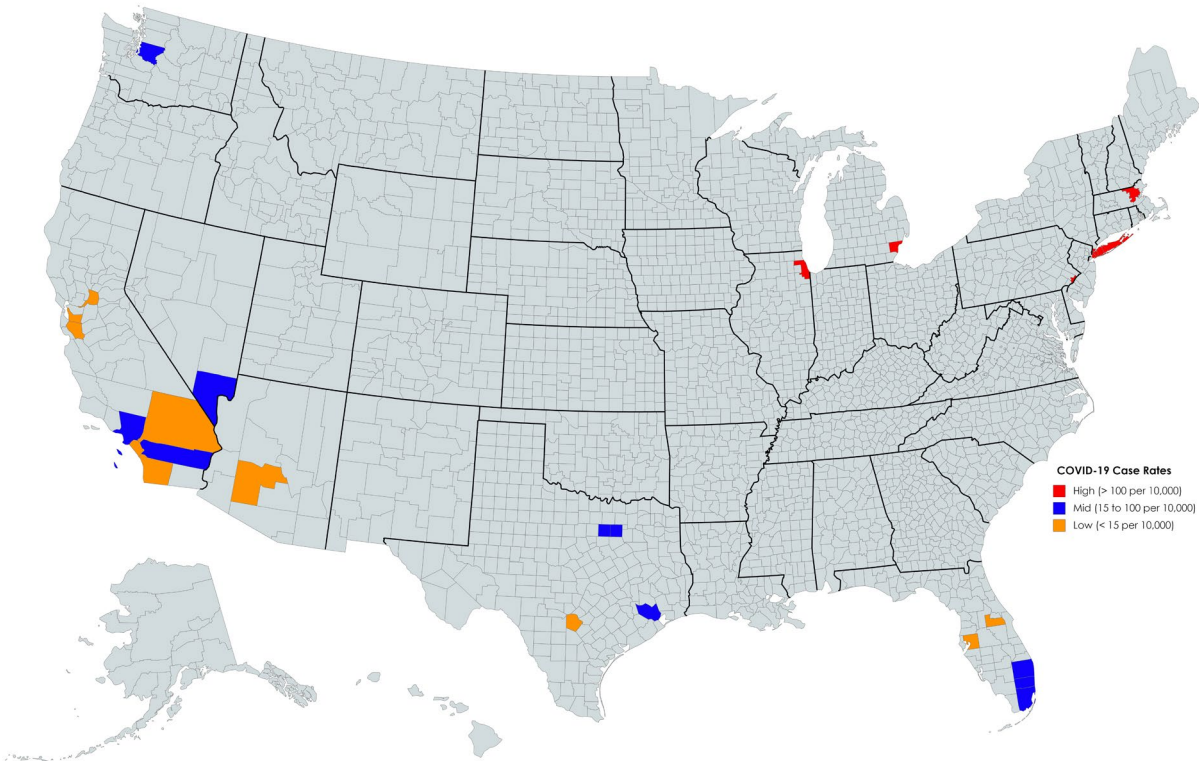 COVID-19 Case Rates
High (> 100 per 10,000)
Mid (15 to 100 per 10,000)
Low (< 15 per 10,000)